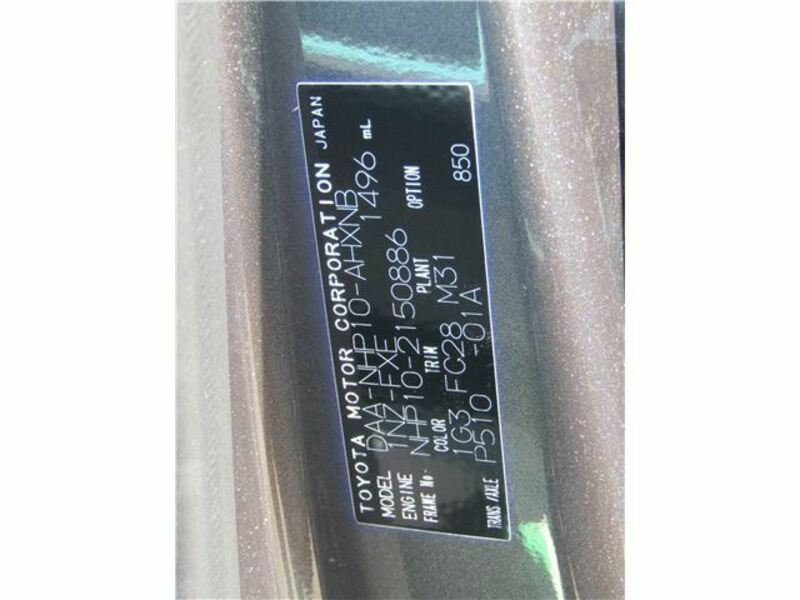 TOYOTA MOTOR CORPORATION JAPAN
MODEL DAA-NHP10-AHXNB
ENGINE 1NZ-FXE 1496 mL
FRAME No. NHP10-2150886
COLOR TRIM PLANT OPTION
1G3 FC28 M31 850
TRANS/AXLE P510 -01A